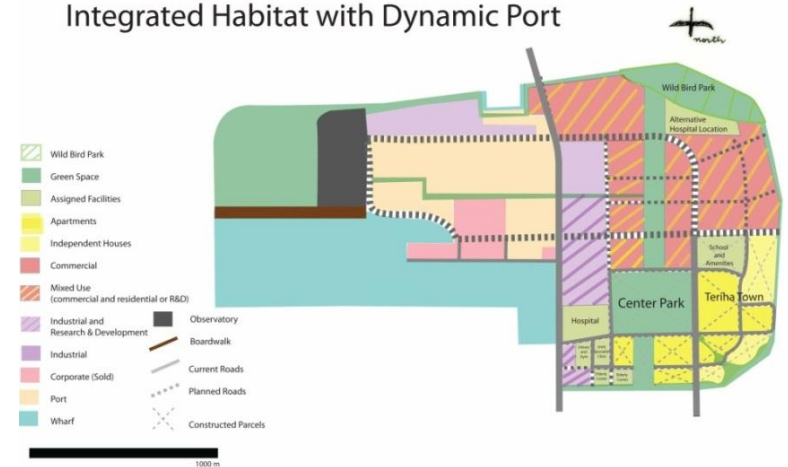 Integrated Habitat with Dynamic Port
north
Wild Bird Park
Alternative
Hospital Location
Wild Bird Park
Green Space
Assigned Facilities
Apartments
Independent Houses
Commercial
Mixed Use
(commercial and residential or R&D)
Industrial and
Research & Development
Industrial
Corporate (Sold)
Port
Wharf
Observatory
Boardwalk
Current Roads
Planned Roads
Constructed Parcels
School
and
Amenities
Center Park
Teriha Town
Hospital
1000 m